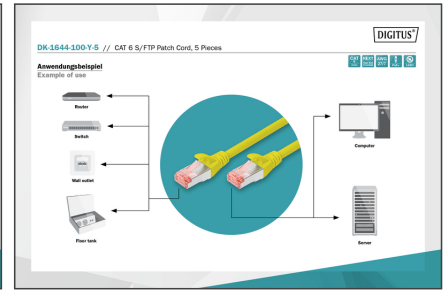 DIGITUS®
DK-1644-100-Y-5 // CAT 6 S/FTP Patch Cord, 5 Pieces
Anwendungsbeispiel
Example of use
Router
Switch
Wall outlet
Floor tank
Computer
Server